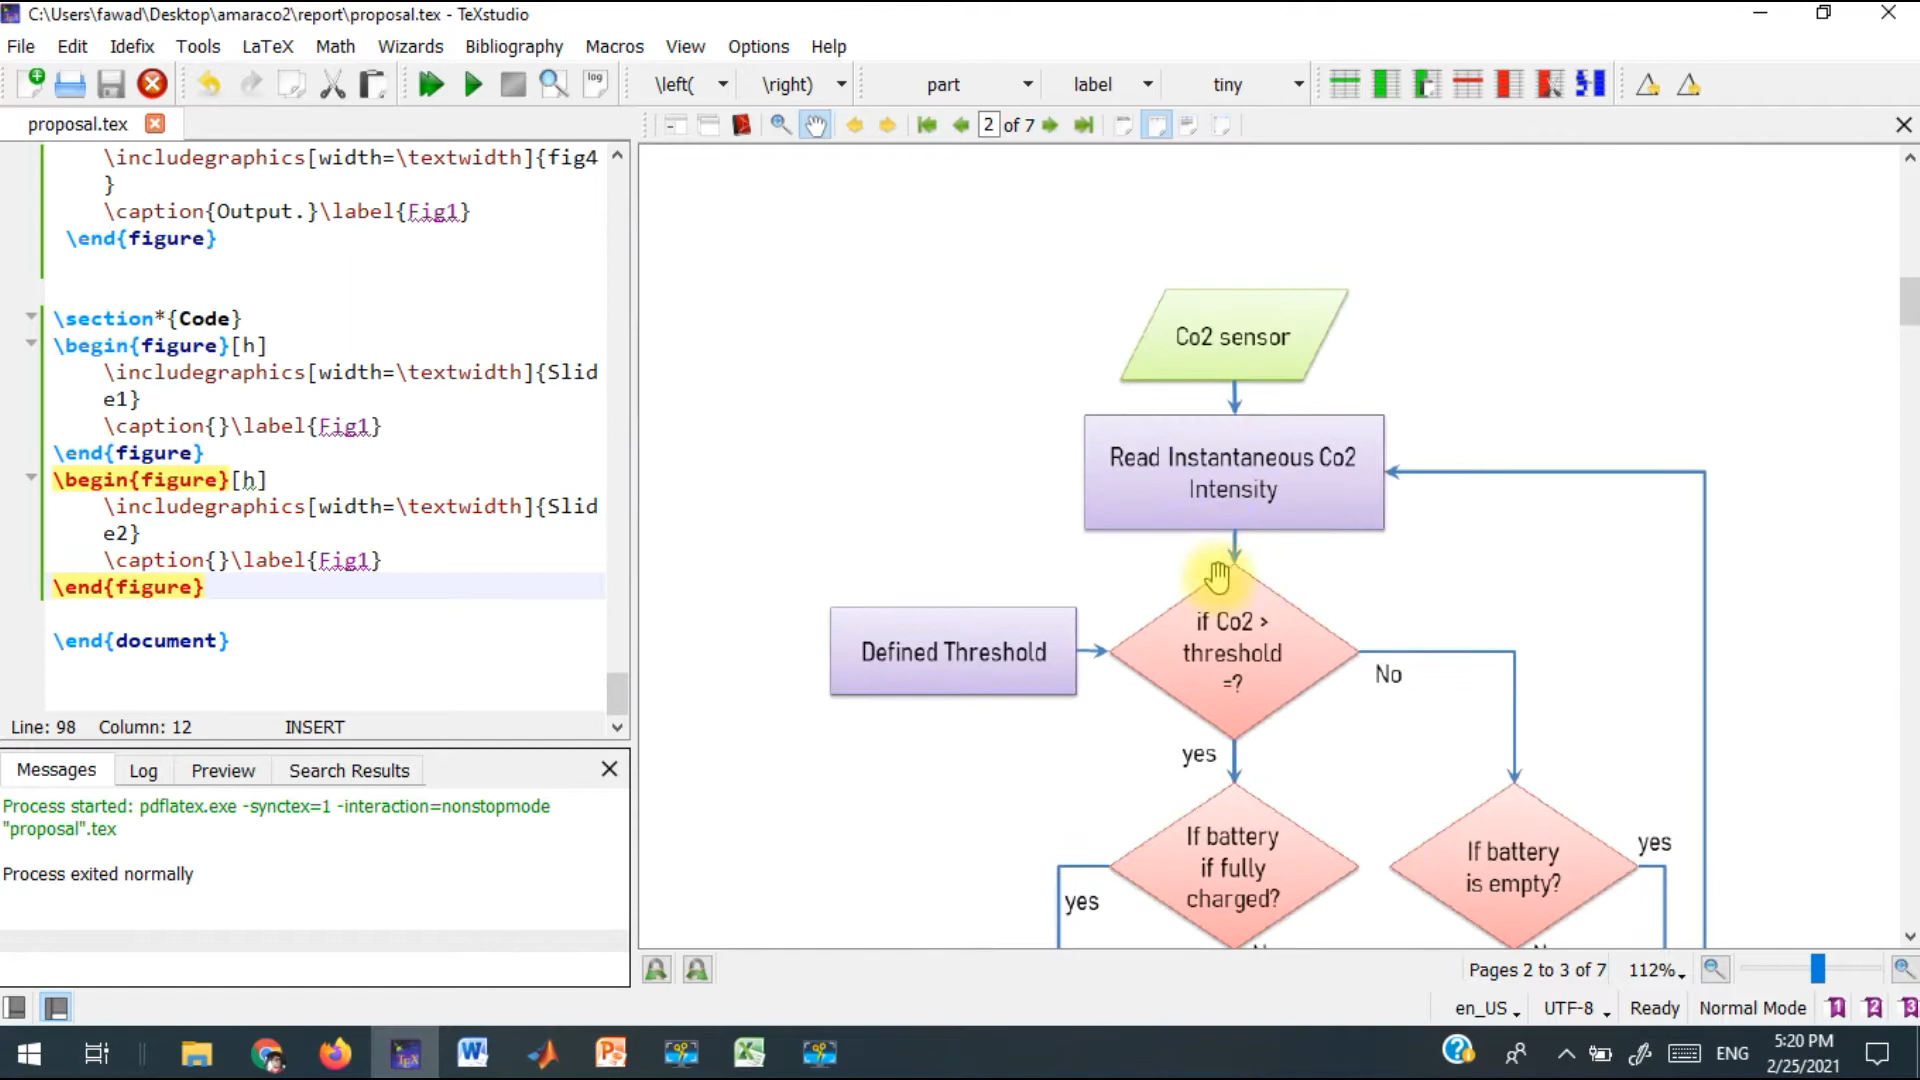 C:\Users\fawad\Desktop\amaraco2\report\proposal.tex - TeXstudio
File Edit Idefix Tools LaTeX Math Wizards Bibliography Macros View Options Help
log \left( \right) part label tiny
proposal.tex
2 of 7
\includegraphics[width=\textwidth]{fig4
}
\caption{Output.}\label{Fig1}
\end{figure}
\section*{Code}
\begin{figure}[h]
\includegraphics[width=\textwidth]{Slid
e1}
\caption{}\label{Fig1}
\end{figure}
\begin{figure}[h]
\includegraphics[width=\textwidth]{Slid
e2}
\caption{}\label{Fig1}
\end{figure}
\end{document}
Line: 98 Column: 12 INSERT
Messages Log Preview Search Results
Process started: pdflatex.exe -synctex=1 -interaction=nonstopmode
"proposal".tex
Process exited normally
Co2 sensor
Read Instantaneous Co2
Intensity
Defined Threshold
if Co2 >
threshold
=?
No
yes
If battery
if fully
charged?
yes
If battery
is empty?
yes
Pages 2 to 3 of 7 112%
en_US UTF-8 Ready Normal Mode 1 2 3
ENG
5:20 PM
2/25/2021